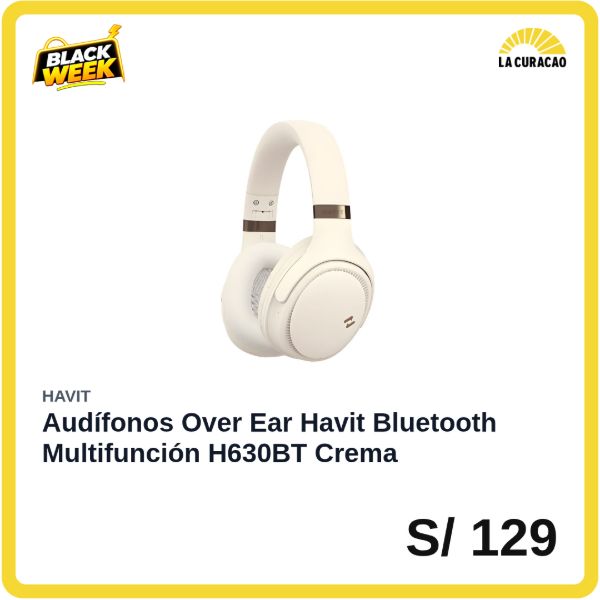 BLACK
WEEK
LA CURACAO
HAVIT
Audífonos Over Ear Havit Bluetooth
Multifunción H630BT Crema
S/ 129